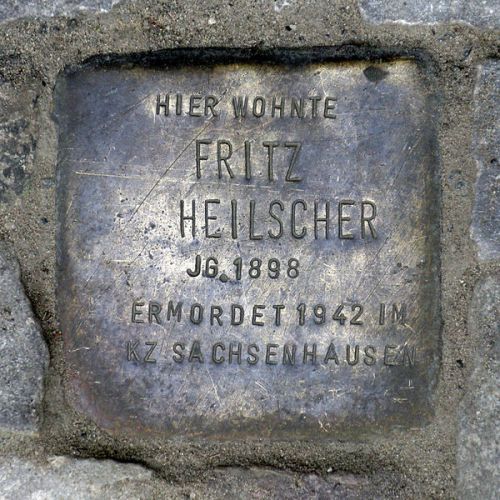 HIER WOHNTE
FRITZ
HEILSCHER
JG. 1898
ERMORDET 1942 IM
KZ SACHSENHAUSEN